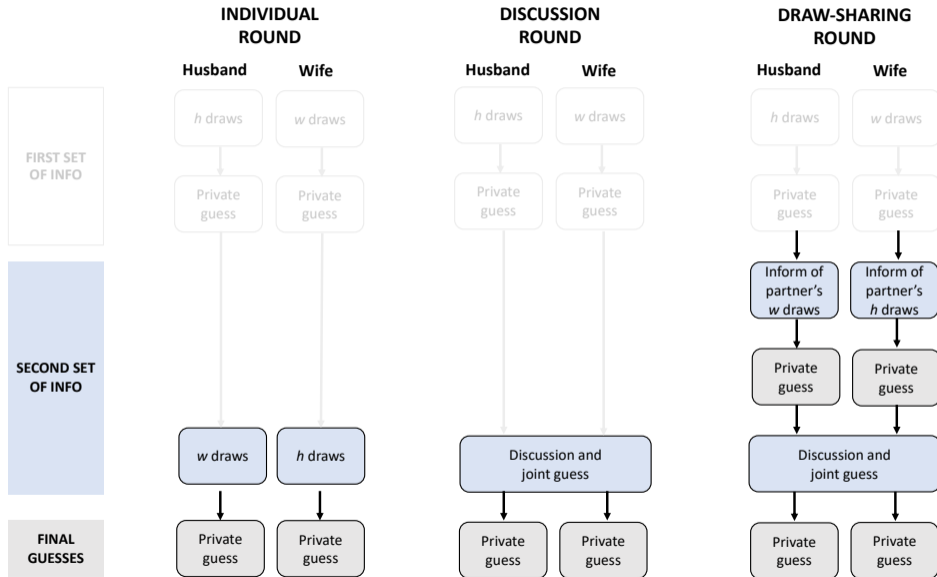 INDIVIDUAL
ROUND
DISCUSSION
ROUND
DRAW-SHARING
ROUND
Husband
Wife
Husband
Wife
Husband
Wife
FIRST SET
OF INFO
h draws
w draws
h draws
w draws
h draws
w draws
Private
guess
Private
guess
Private
guess
Private
guess
Private
guess
Private
guess
SECOND SET
OF INFO
Inform of
partner's
w draws
Inform of
partner's
h draws
Private
guess
Private
guess
w draws
h draws
Discussion and
joint guess
Discussion and
joint guess
FINAL
GUESSES
Private
guess
Private
guess
Private
guess
Private
guess
Private
guess
Private
guess